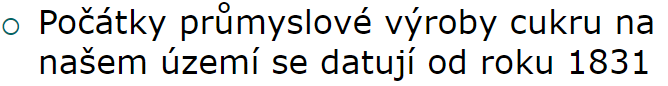 ○ Počátky průmyslové výroby cukru na
našem území se datují od roku 1831